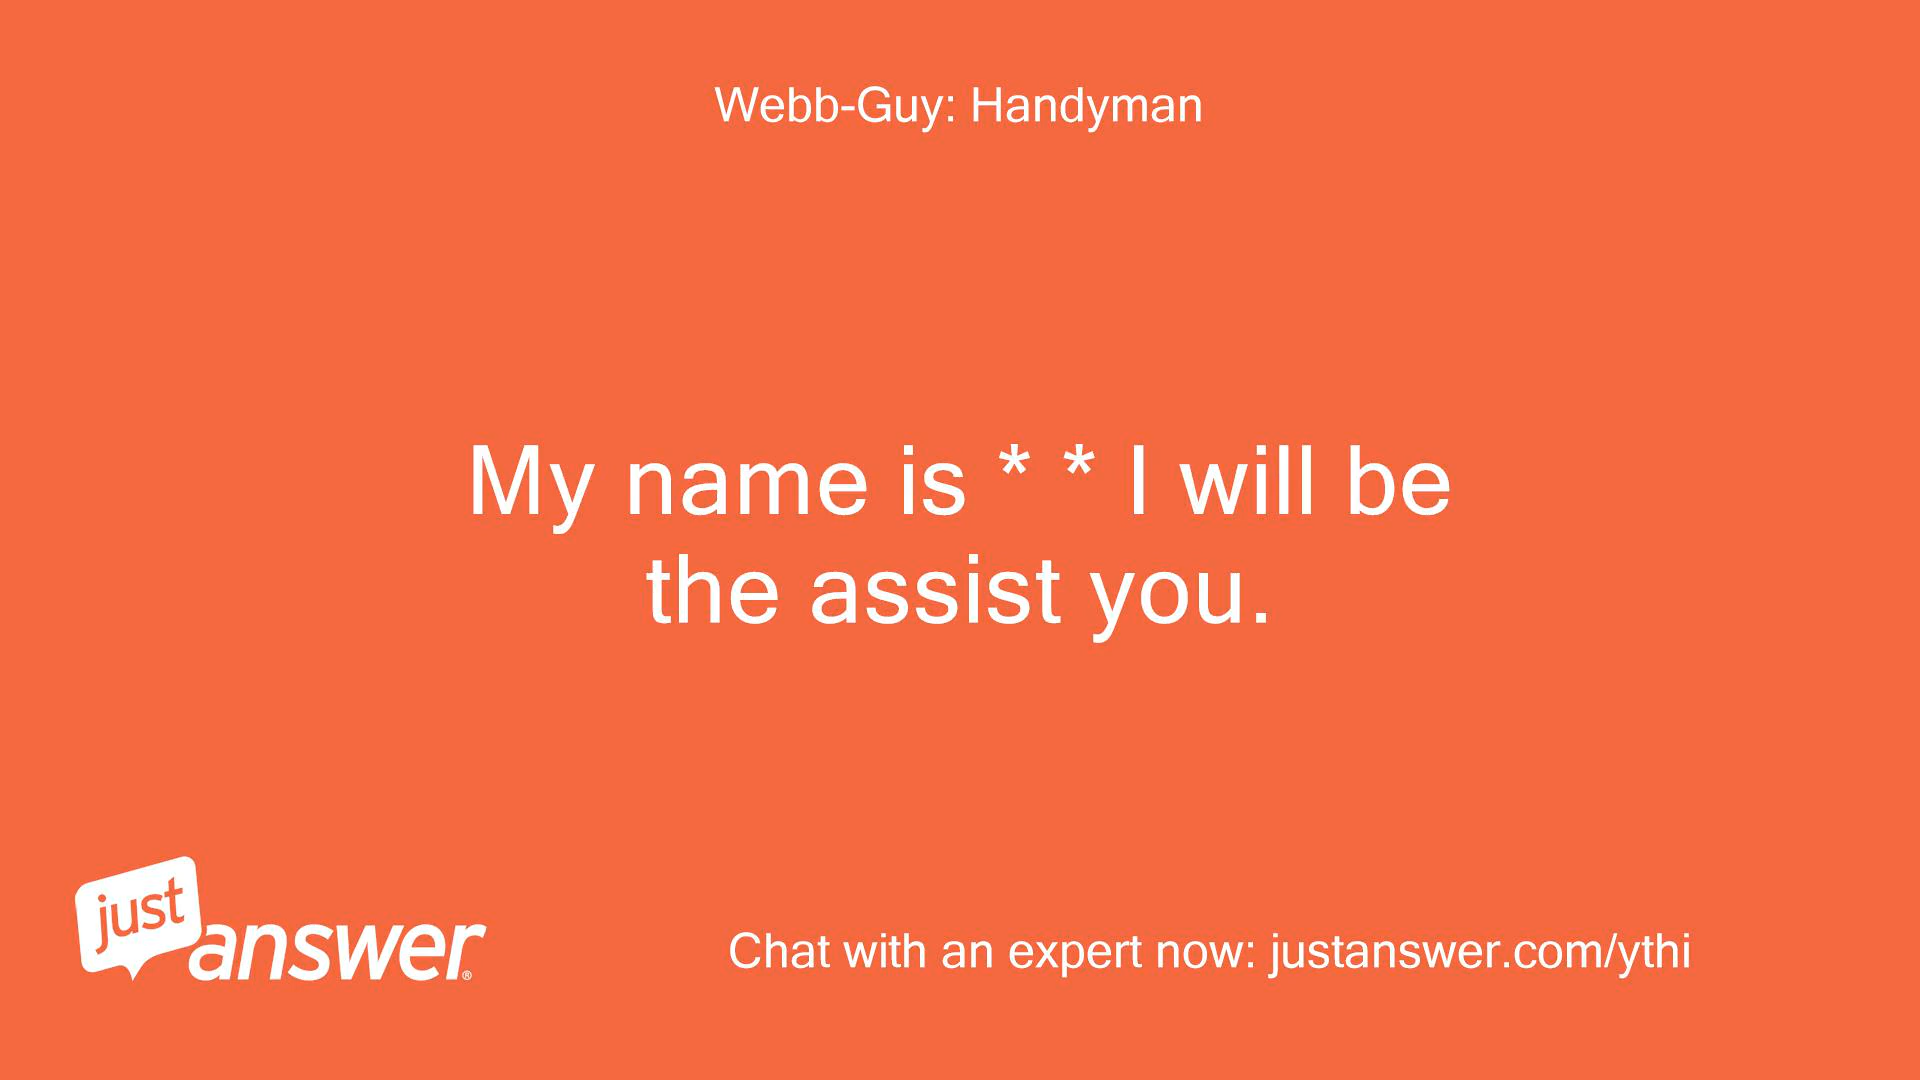 Webb-Guy: Handyman
My name is * * I will be
the assist you.
just
answer®
Chat with an expert now: justanswer.com/ythi